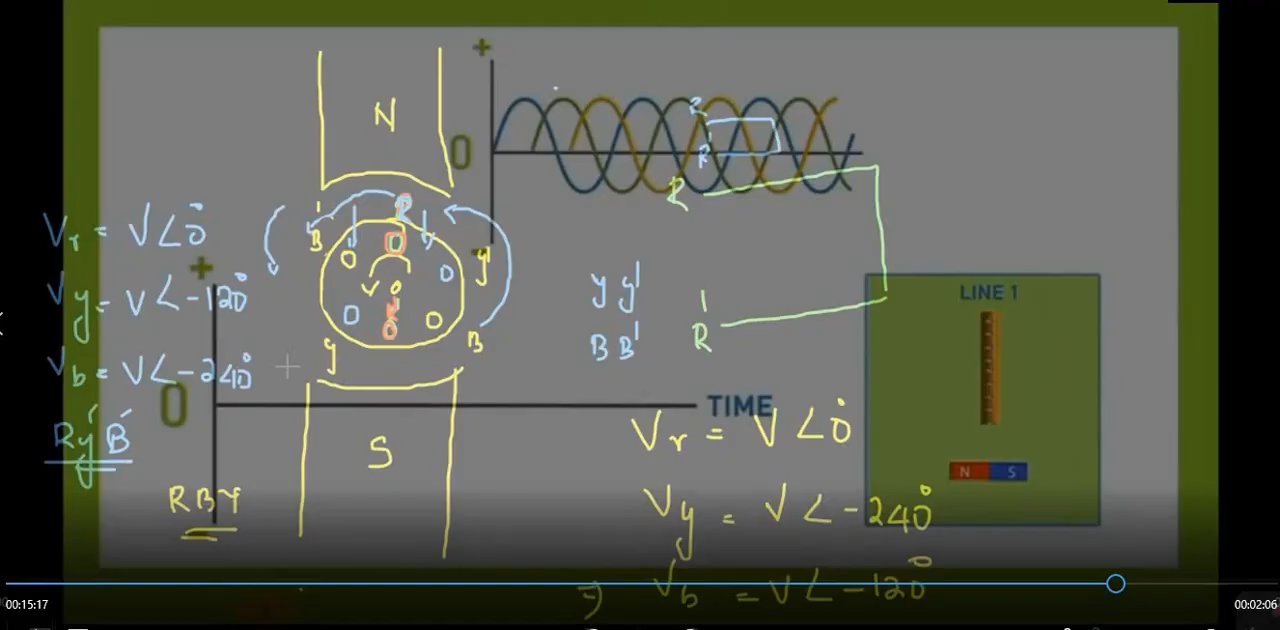 +
N
0
R
R'
R
Vr = V∠0°
B
y'
+
Vy = V∠-120°
y y'
LINE 1
R'
B B'
y
B
Vb = V∠-240°
0
TIME
Vr = V∠0°
R Y B
S
N S
RBY
Vy = V∠-240°
⇒ Vb = V∠-120°
00:15:17
00:02:06